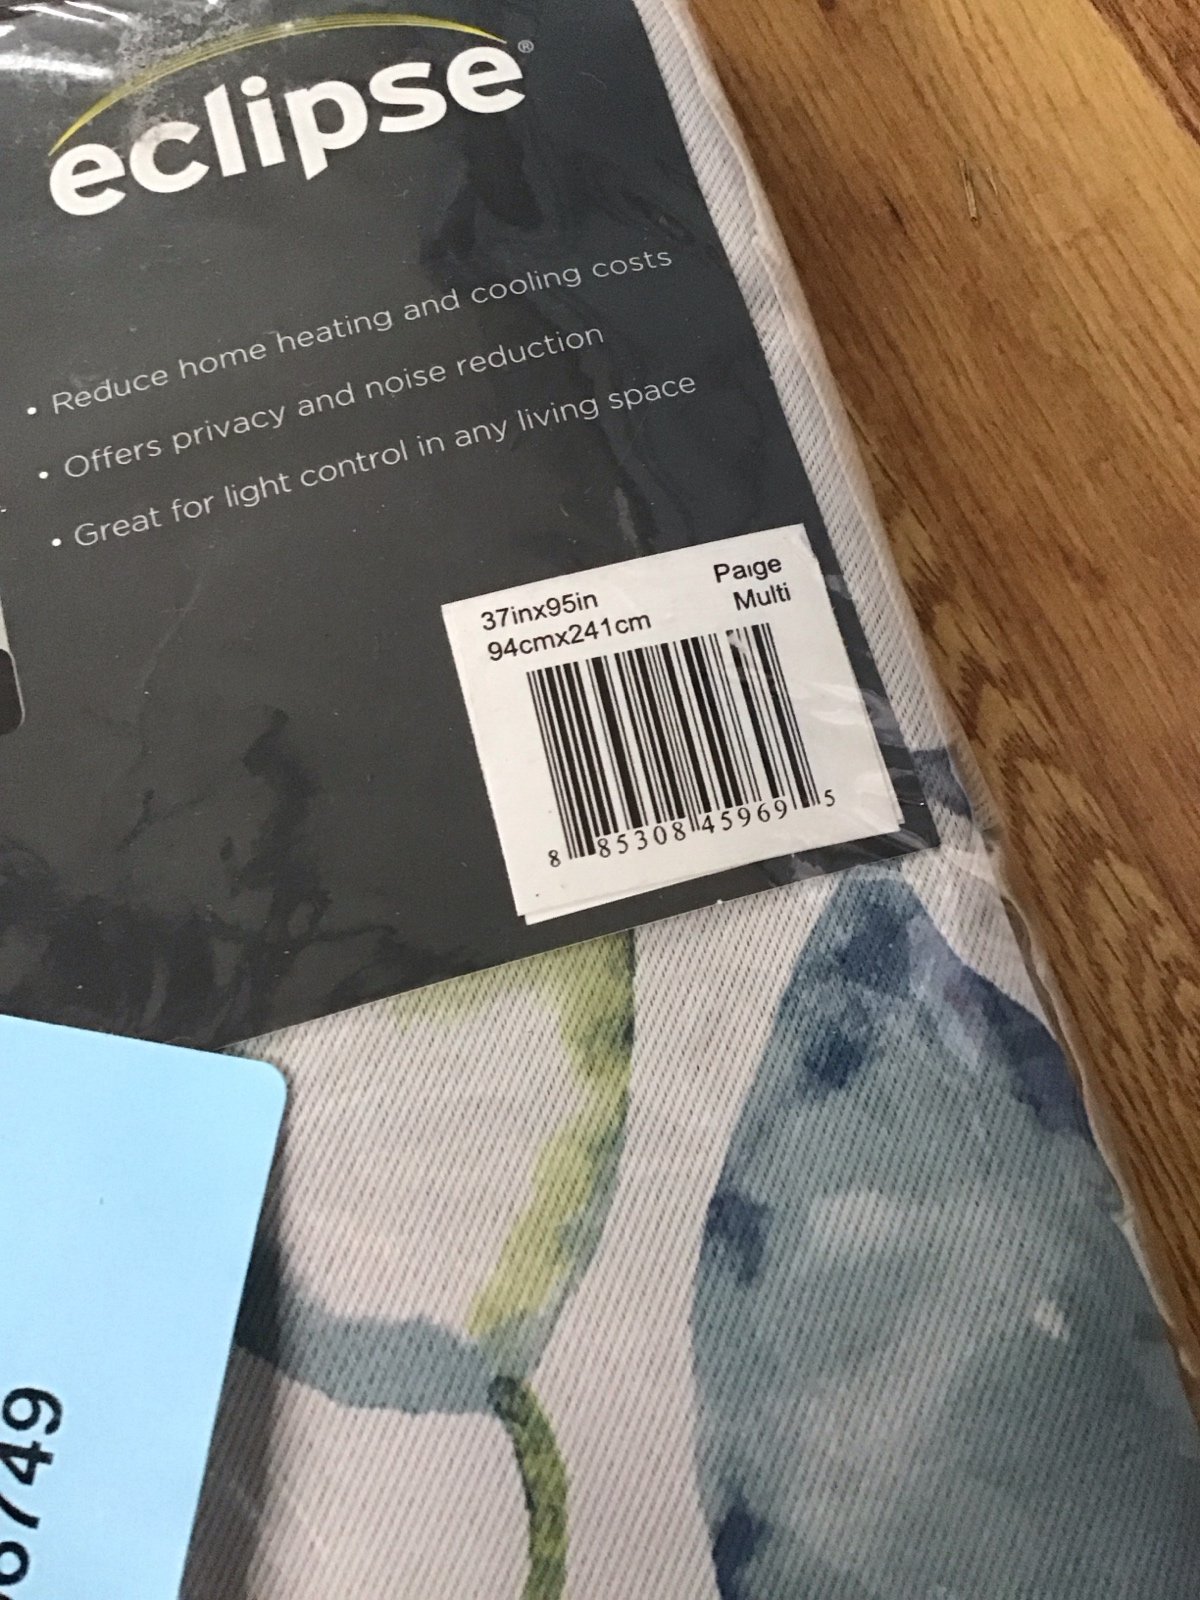 eclipse®
• Reduce home heating and cooling costs
• Offers privacy and noise reduction
• Great for light control in any living space
37inx95in
94cmx241cm
Paige
Multi
8 85308 45969 5
8749